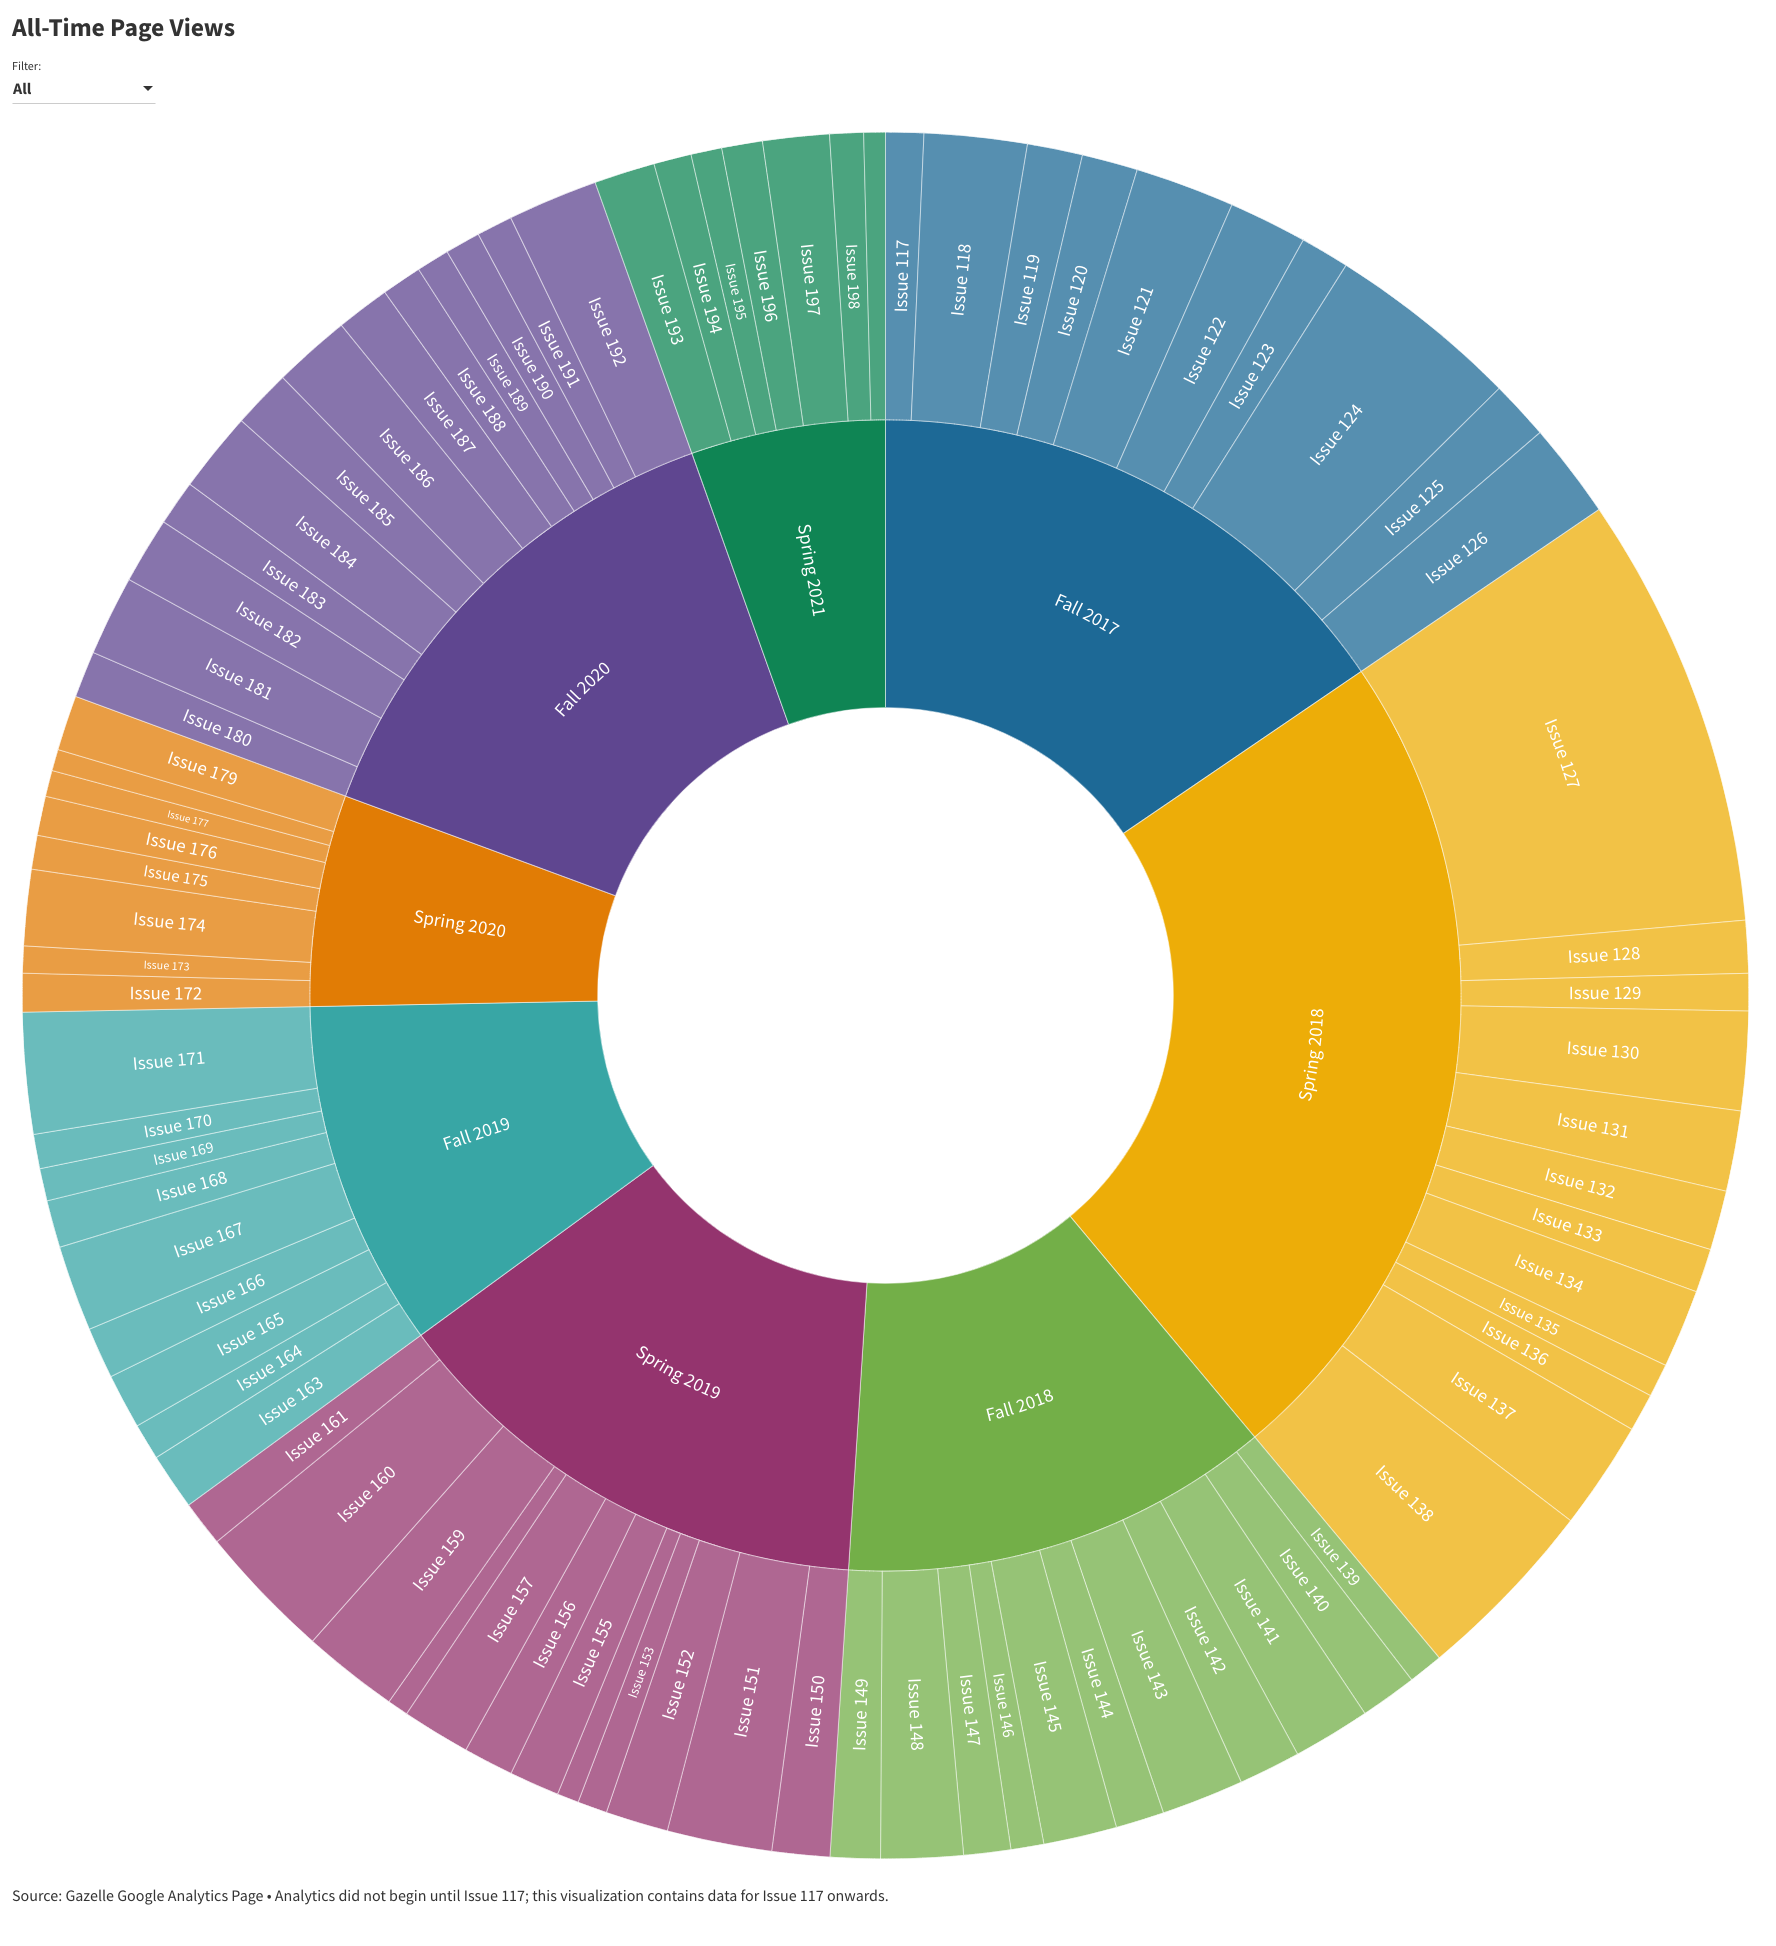 All-Time Page Views
Filter:
All
Fall 2017
Issue 117
Issue 118
Issue 119
Issue 120
Issue 121
Issue 122
Issue 123
Issue 124
Issue 125
Issue 126
Spring 2018
Issue 127
Issue 128
Issue 129
Issue 130
Issue 131
Issue 132
Issue 133
Issue 134
Issue 135
Issue 136
Issue 137
Issue 138
Fall 2018
Issue 139
Issue 140
Issue 141
Issue 142
Issue 143
Issue 144
Issue 145
Issue 146
Issue 147
Issue 148
Issue 149
Spring 2019
Issue 150
Issue 151
Issue 152
Issue 153
Issue 155
Issue 156
Issue 157
Issue 159
Issue 160
Issue 161
Fall 2019
Issue 163
Issue 164
Issue 165
Issue 166
Issue 167
Issue 168
Issue 169
Issue 170
Issue 171
Spring 2020
Issue 172
Issue 173
Issue 174
Issue 175
Issue 176
Issue 177
Issue 179
Fall 2020
Issue 180
Issue 181
Issue 182
Issue 183
Issue 184
Issue 185
Issue 186
Issue 187
Issue 188
Issue 189
Issue 190
Issue 191
Issue 192
Spring 2021
Issue 193
Issue 194
Issue 195
Issue 196
Issue 197
Issue 198
Source: Gazelle Google Analytics Page • Analytics did not begin until Issue 117; this visualization contains data for Issue 117 onwards.